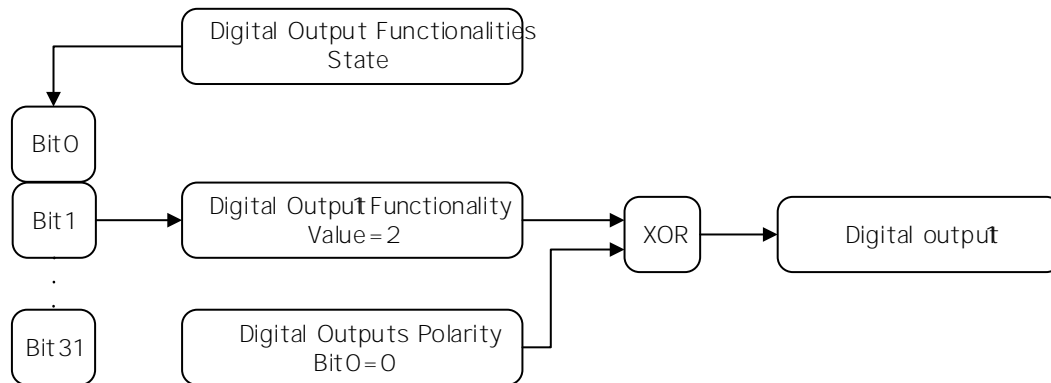 Digital Output Functionalities
State
Bit0
Bit1
Digital Output1 Functionality
Value=2
XOR
Digital output1
.
.
.
Bit31
Digital Outputs Polarity
Bit0=0